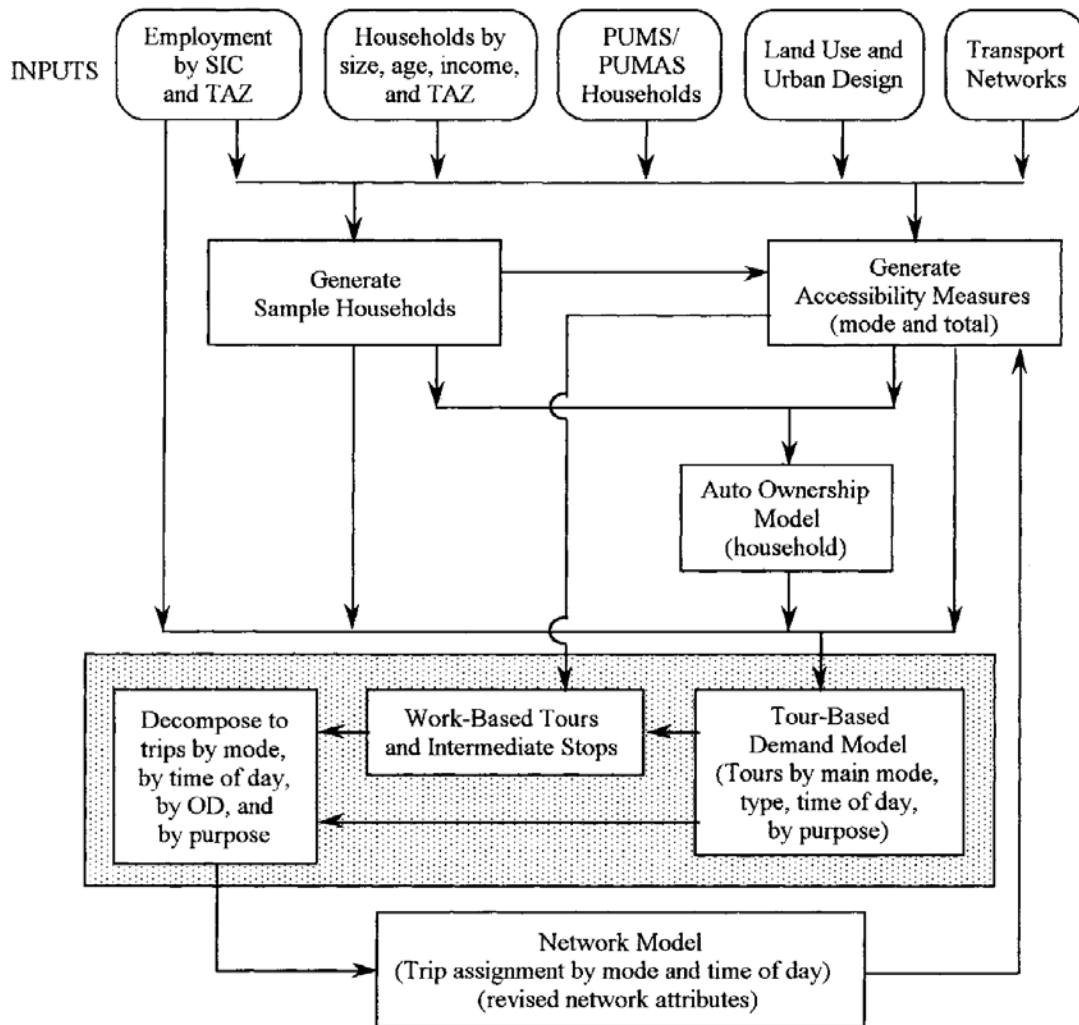 INPUTS
Employment
by SIC
and TAZ
Households by
size, age, income,
and TAZ
PUMS/
PUMAS
Households
Land Use and
Urban Design
Transport
Networks
Generate
Sample Households
Generate
Accessibility Measures
(mode and total)
Auto Ownership
Model
(household)
Decompose to
trips by mode,
by time of day,
by OD, and
by purpose
Work-Based Tours
and Intermediate Stops
Tour-Based
Demand Model
(Tours by main mode,
type, time of day,
by purpose)
Network Model
(Trip assignment by mode and time of day)
(revised network attributes)